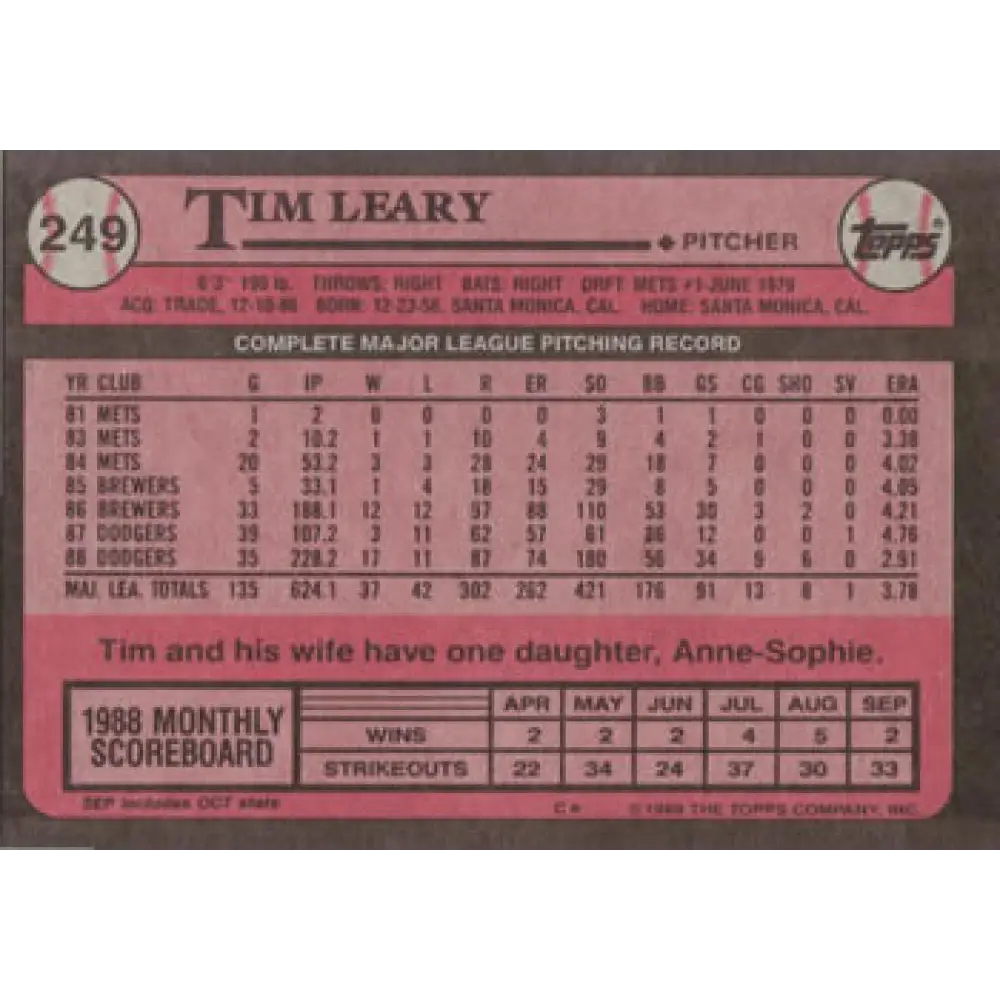 249
TIM LEARY
PITCHER
topps
6'3" 190 lb. THROWS: RIGHT BATS: RIGHT DRFT METS #1-JUNE 1979
ACQ: TRADE, 12-10-86 BORN: 12-23-58, SANTA MONICA, CAL. HOME: SANTA MONICA, CAL.
COMPLETE MAJOR LEAGUE PITCHING RECORD
YR CLUB G IP W L R ER SO BB GS CG SHO SV ERA
81 METS 1 2 0 0 0 0 3 1 1 0 0 0 0.00
83 METS 2 10.2 1 1 10 4 9 4 2 1 0 0 3.38
84 METS 20 53.2 3 3 28 24 29 18 7 0 0 0 4.02
85 BREWERS 5 33.1 1 4 18 15 29 8 5 0 0 0 4.05
86 BREWERS 33 188.1 12 12 97 88 110 53 30 3 2 0 4.21
87 DODGERS 39 107.2 3 11 62 57 61 36 12 0 0 1 4.76
88 DODGERS 35 228.2 17 11 87 74 180 56 34 9 6 0 2.91
MAJ. LEA. TOTALS 135 624.1 37 42 302 262 421 176 91 13 8 1 3.78
Tim and his wife have one daughter, Anne-Sophie.
1988 MONTHLY SCOREBOARD
APR MAY JUN JUL AUG SEP
WINS 2 2 2 4 5 2
STRIKEOUTS 22 34 24 37 30 33
SEP includes OCT stats
©1989 THE TOPPS COMPANY, INC.